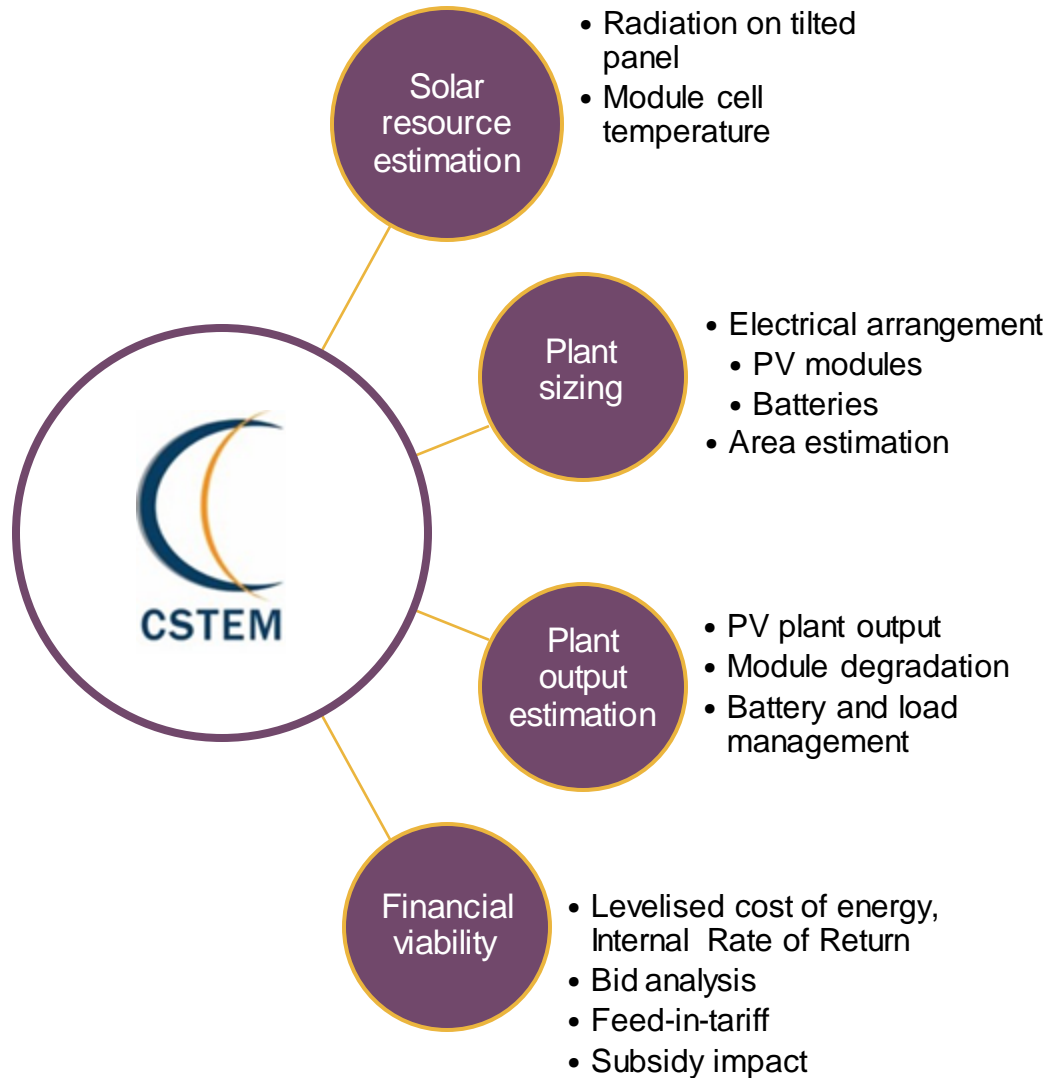 Solar
resource
estimation
• Radiation on tilted
panel
• Module cell
temperature
Plant
sizing
• Electrical arrangement
• PV modules
• Batteries
• Area estimation
CSTEM
Plant
output
estimation
• PV plant output
• Module degradation
• Battery and load
management
Financial
viability
• Levelised cost of energy,
Internal Rate of Return
• Bid analysis
• Feed-in-tariff
• Subsidy impact